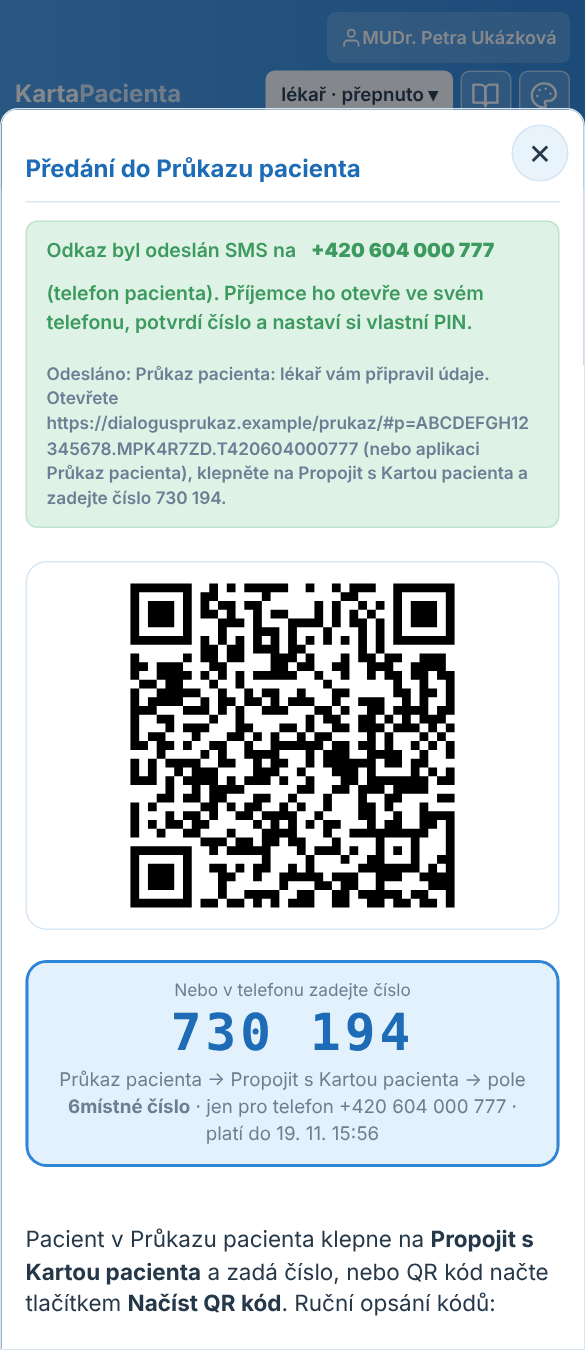 MUDr. Petra Ukázková
KartaPacienta
lékař · přepnuto ▾
Předání do Průkazu pacienta
Odkaz byl odeslán SMS na +420 604 000 777
(telefon pacienta). Příjemce ho otevře ve svém
telefonu, potvrdí číslo a nastaví si vlastní PIN.
Odesláno: Průkaz pacienta: lékař vám připravil údaje.
Otevřete
https://dialogusprukaz.example/prukaz/#p=ABCDEFGH12
345678.MPK4R7ZD.T420604000777 (nebo aplikaci
Průkaz pacienta), klepněte na Propojit s Kartou pacienta a
zadejte číslo 730 194.
Nebo v telefonu zadejte číslo
730 194
Průkaz pacienta → Propojit s Kartou pacienta → pole
6místné číslo · jen pro telefon +420 604 000 777 ·
platí do 19. 11. 15:56
Pacient v Průkazu pacienta klepne na Propojit s
Kartou pacienta a zadá číslo, nebo QR kód načte
tlačítkem Načíst QR kód. Ruční opsání kódů: